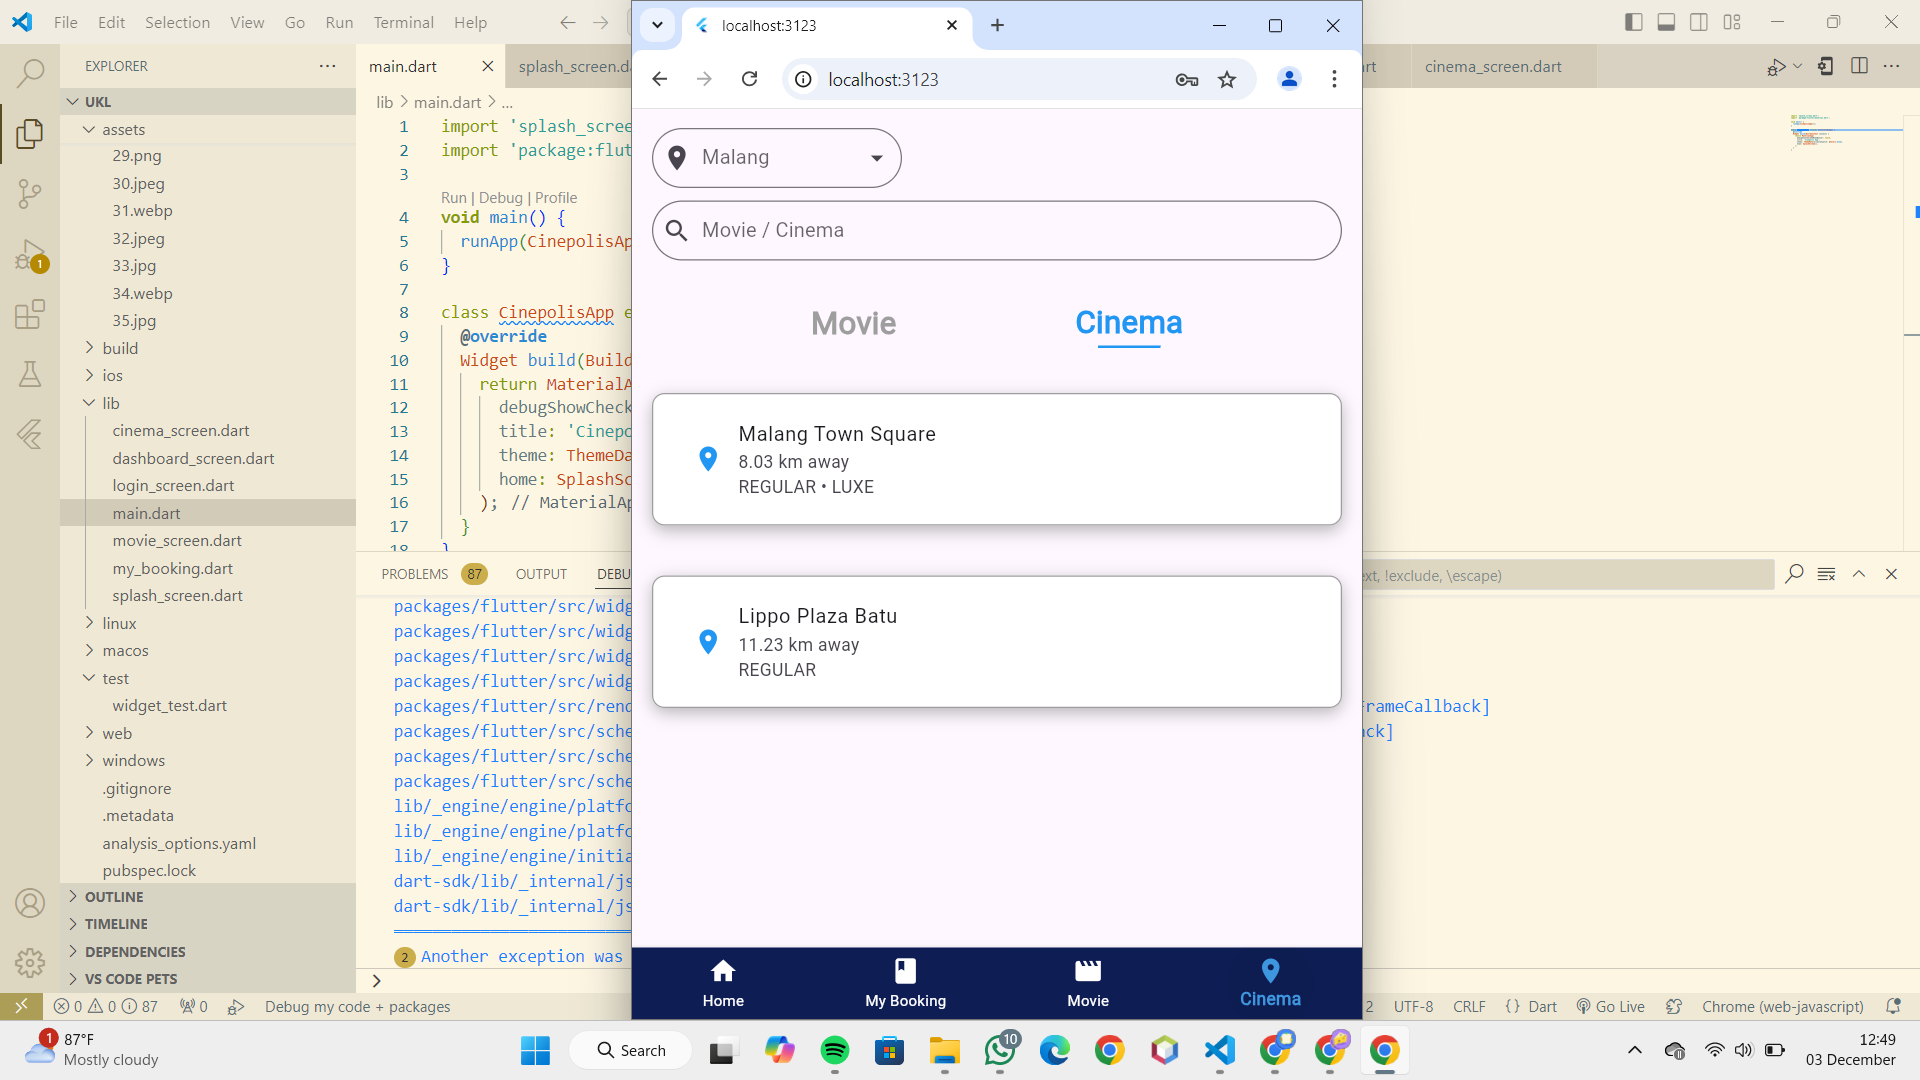 File Edit Selection View Go Run Terminal Help
EXPLORER
UKL
assets
29.png
30.jpeg
31.webp
32.jpeg
33.jpg
34.webp
35.jpg
build
ios
lib
cinema_screen.dart
dashboard_screen.dart
login_screen.dart
main.dart
movie_screen.dart
my_booking.dart
splash_screen.dart
linux
macos
test
widget_test.dart
web
windows
.gitignore
.metadata
analysis_options.yaml
pubspec.lock
OUTLINE
TIMELINE
DEPENDENCIES
VS CODE PETS
1
main.dart
splash_screen.da
rt
cinema_screen.dart
lib > main.dart > ...
1 import 'splash_scree
2 import 'package:flut
3
Run | Debug | Profile
4 void main() {
5 runApp(CinepolisAp
6 }
7
8 class CinepolisApp e
9 @override
10 Widget build(Build
11 return MaterialA
12 debugShowCheck
13 title: 'Cinepo
14 theme: ThemeDa
15 home: SplashSc
16 ); // MaterialAp
17 }
18 }
PROBLEMS 87 OUTPUT DEBU
ext, !exclude, \escape)
packages/flutter/src/widg
packages/flutter/src/widg
packages/flutter/src/widg
packages/flutter/src/widg
packages/flutter/src/rend
rameCallback]
packages/flutter/src/sche
ck]
packages/flutter/src/sche
packages/flutter/src/sche
lib/_engine/engine/platfo
lib/_engine/engine/platfo
lib/_engine/engine/initia
dart-sdk/lib/_internal/js
dart-sdk/lib/_internal/js
2 Another exception was
localhost:3123
localhost:3123
Malang
Movie / Cinema
Movie Cinema
Malang Town Square
8.03 km away
REGULAR • LUXE
Lippo Plaza Batu
11.23 km away
REGULAR
Home My Booking Movie Cinema
0 0 87 0 Debug my code + packages
2 UTF-8 CRLF {} Dart Go Live Chrome (web-javascript)
1
87°F
Mostly cloudy
Search
10
12:49
03 December